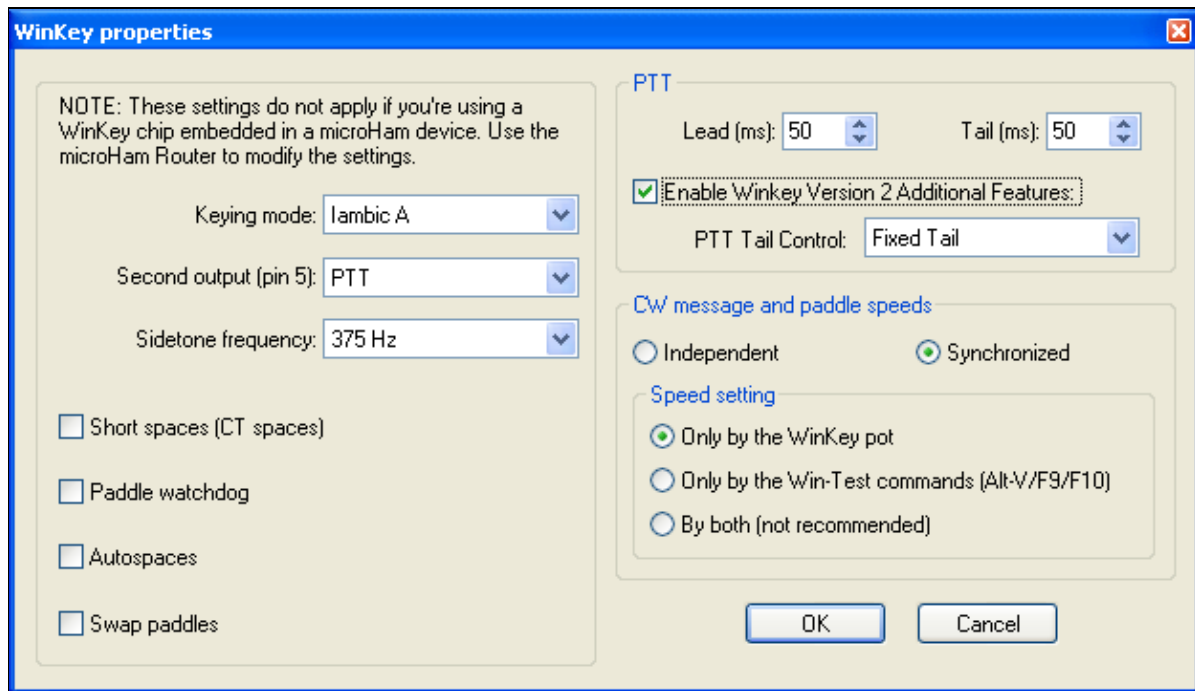 WinKey properties
NOTE: These settings do not apply if you're using a
WinKey chip embedded in a microHam device. Use the
microHam Router to modify the settings.
Keying mode: Iambic A
Second output (pin 5): PTT
Sidetone frequency: 375 Hz
Short spaces (CT spaces)
Paddle watchdog
Autospaces
Swap paddles
PTT
Lead (ms): 50 Tail (ms): 50
Enable Winkey Version 2 Additional Features:
PTT Tail Control: Fixed Tail
CW message and paddle speeds
Independent Synchronized
Speed setting
Only by the WinKey pot
Only by the Win-Test commands (Alt-V/F9/F10)
By both (not recommended)
OK Cancel